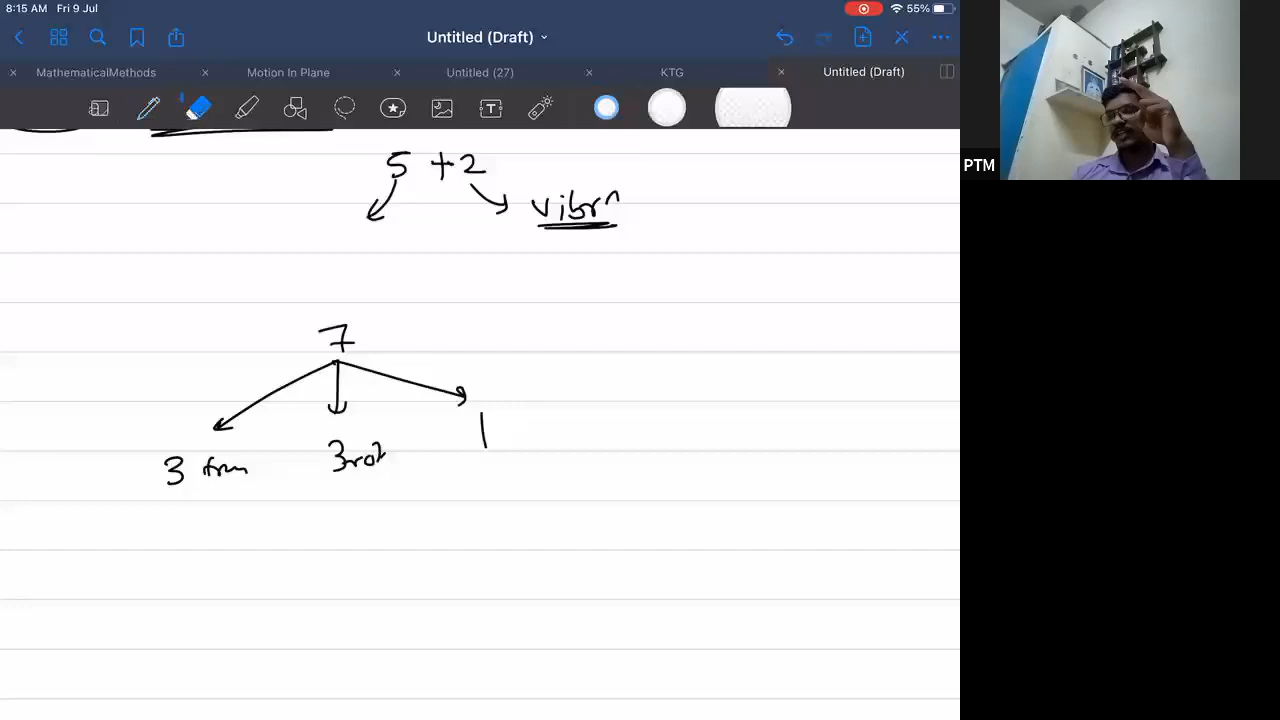 8:15 AM Fri 9 Jul
55%
Untitled (Draft)
MathematicalMethods
Motion In Plane
Untitled (27)
KTG
Untitled (Draft)
PTM
5 + 2
vibrn
7
1
3 trn 3 rot